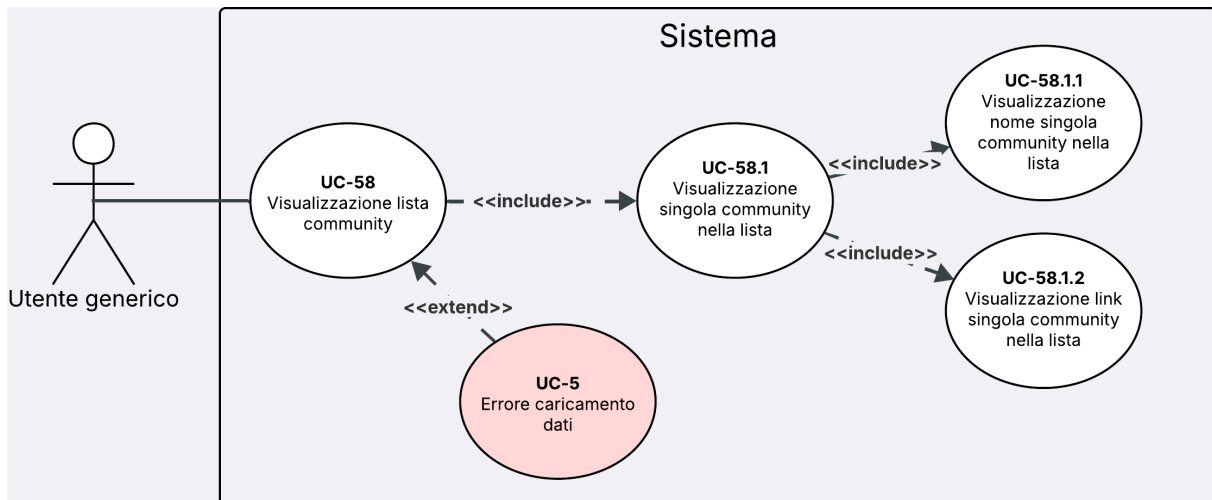 Sistema
Utente generico
UC-58
Visualizzazione lista
community
<<include>>
UC-58.1
Visualizzazione
singola community
nella lista
<<include>>
UC-58.1.1
Visualizzazione
nome singola
community nella
lista
<<include>>
UC-58.1.2
Visualizzazione link
singola community
nella lista
<<extend>>
UC-5
Errore caricamento
dati